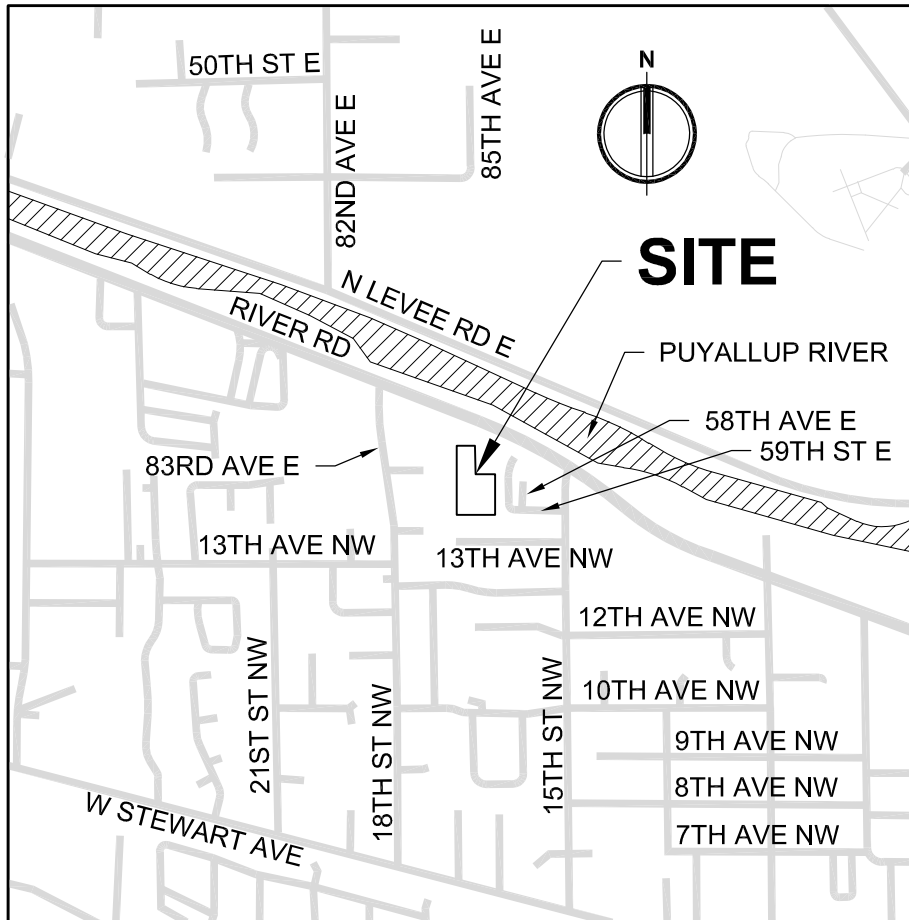 50TH ST E
82ND AVE E
85TH AVE E
N
SITE
N LEVEE RD E
RIVER RD
PUYALLUP RIVER
58TH AVE E
59TH ST E
83RD AVE E
13TH AVE NW
13TH AVE NW
12TH AVE NW
10TH AVE NW
9TH AVE NW
8TH AVE NW
7TH AVE NW
21ST ST NW
18TH ST NW
15TH ST NW
W STEWART AVE